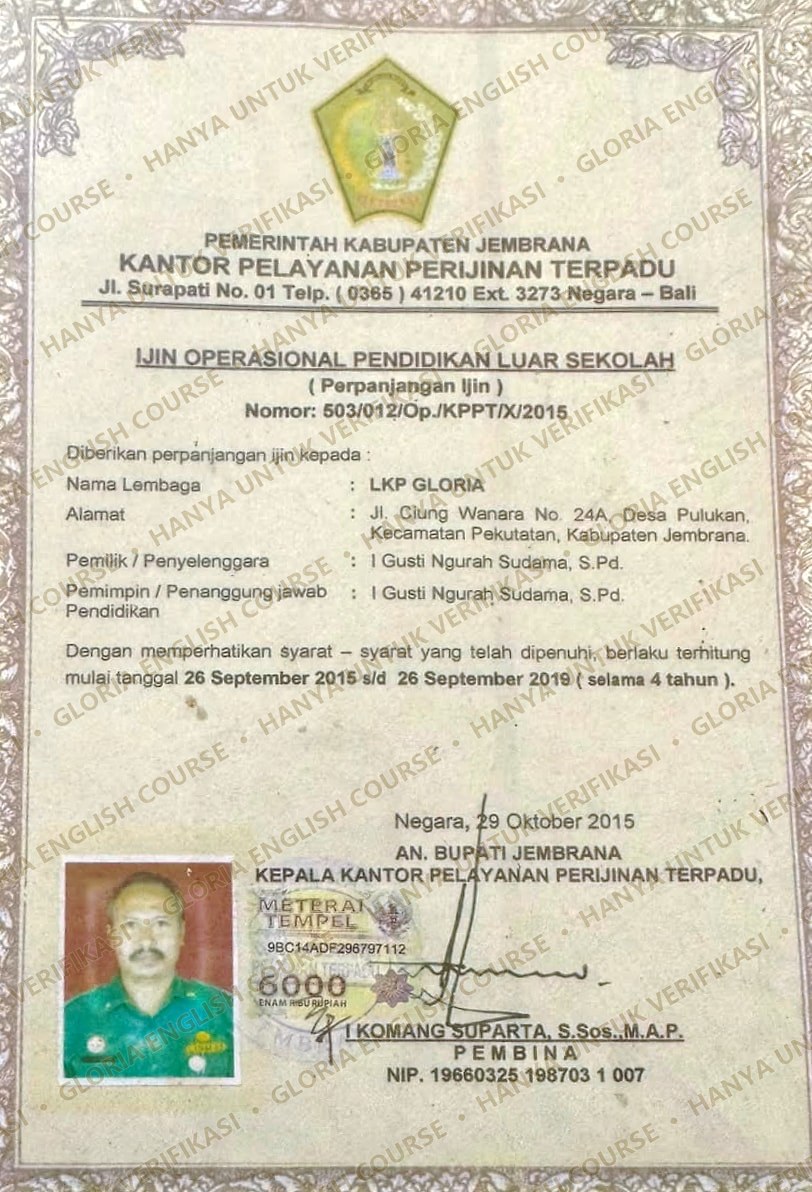 PEMERINTAH KABUPATEN JEMBRANA
KANTOR PELAYANAN PERIJINAN TERPADU
Jl. Surapati No. 01 Telp. ( 0365 ) 41210 Ext. 3273 Negara – Bali
IJIN OPERASIONAL PENDIDIKAN LUAR SEKOLAH
( Perpanjangan Ijin )
Nomor: 503/012/Op./KPPT/X/2015
Diberikan perpanjangan ijin kepada :
Nama Lembaga : LKP GLORIA
Alamat : Jl. Ciung Wanara No. 24A, Desa Pulukan,
Kecamatan Pekutatan, Kabupaten Jembrana.
Pemilik / Penyelenggara : I Gusti Ngurah Sudama, S.Pd.
Pemimpin / Penanggung jawab : I Gusti Ngurah Sudama, S.Pd.
Pendidikan
Dengan memperhatikan syarat – syarat yang telah dipenuhi, berlaku terhitung
mulai tanggal 26 September 2015 s/d 26 September 2019 ( selama 4 tahun ).
Negara, 29 Oktober 2015
AN. BUPATI JEMBRANA
KEPALA KANTOR PELAYANAN PERIJINAN TERPADU,
METERAI
TEMPEL
9BC14ADF296797112
6000
ENAM RIBU RUPIAH
I KOMANG SUPARTA, S.Sos.,M.A.P.
PEMBINA
NIP. 19660325 198703 1 007
HANYA UNTUK VERIFIKASI • GLORIA ENGLISH COURSE